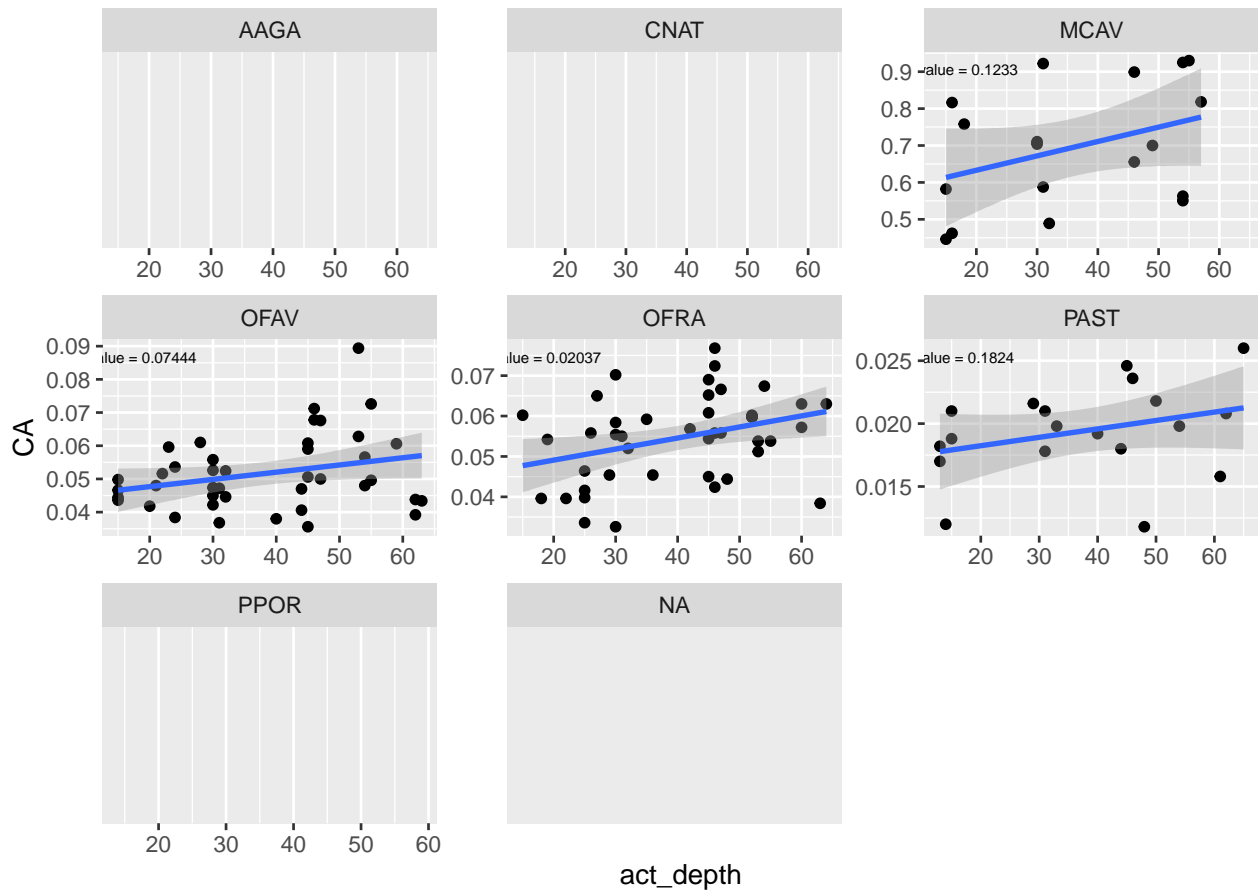 AAGA CNAT MCAV
0.9
0.8
0.7
0.6
0.5
value = 0.1233
20 30 40 50 60 20 30 40 50 60 20 30 40 50 60
OFAV OFRA PAST
0.09
0.08
0.07
0.06
0.05
0.04
alue = 0.07444
0.07
0.06
0.05
0.04
alue = 0.02037
0.025
0.020
0.015
value = 0.1824
20 30 40 50 60 20 30 40 50 60 20 30 40 50 60
CA
PPOR NA
20 30 40 50 60
act_depth